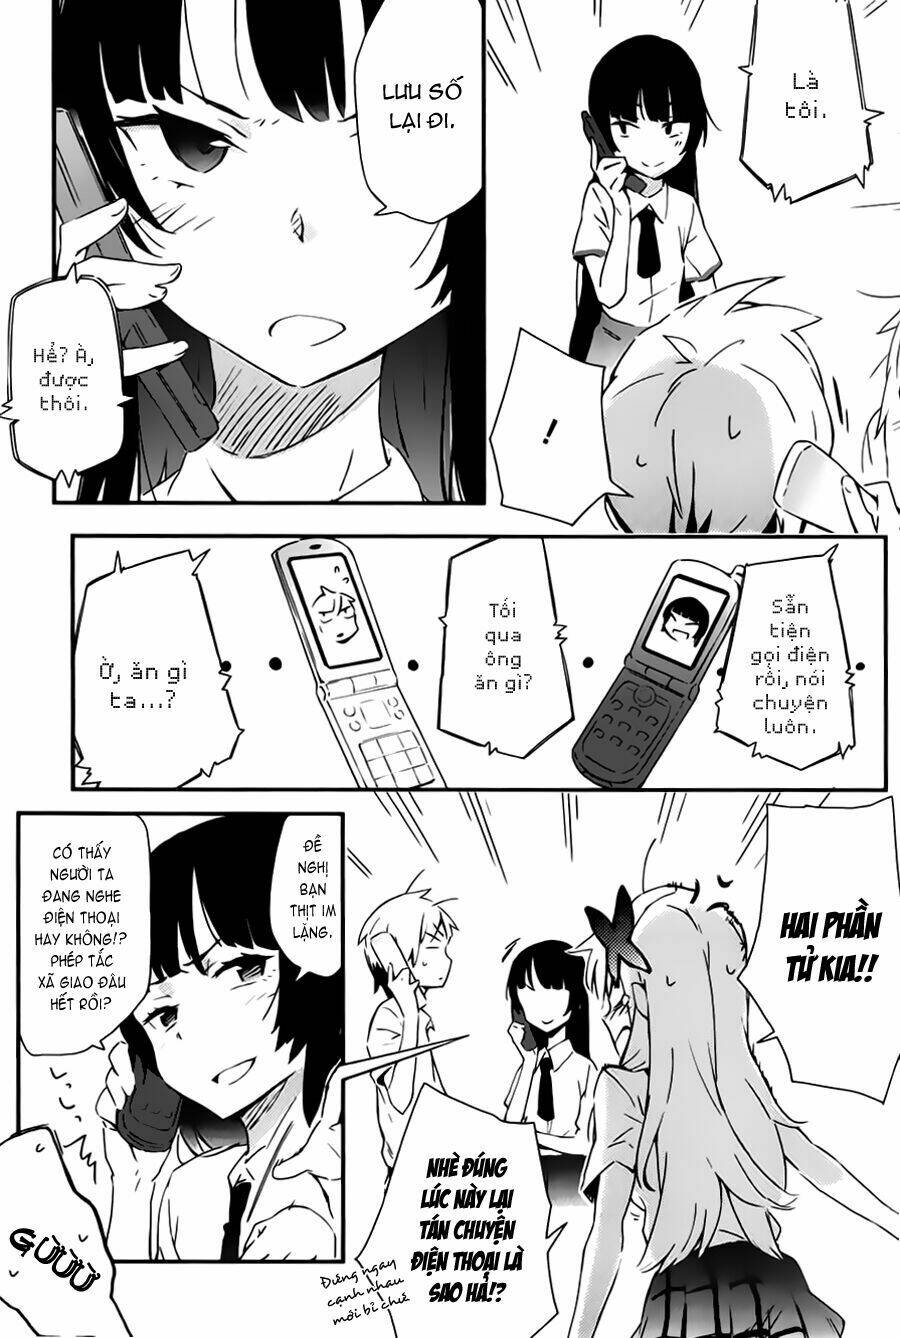 Là
tôi.
!
LƯU SỐ
LẠI ĐI.
Hể? À,
được
thôi.
Sẵn
tiện
gọi điện
rồi, nói
chuyện
luôn.
Tối
qua
ông
ăn gì?
Ờ, ăn gì
ta...?
HAI PHẦN
TỬ KIA!!
NHÈ ĐÚNG
LÚC NÀY LẠI
TÁN CHUYỆN
ĐIỆN THOẠI LÀ
SAO HẢ!?
Đứng ngay
cạnh nhau
mới bỉ chứ
ĐỀ
NGHỊ
BẠN
THỊT IM
LẶNG.
CÓ THẤY
NGƯỜI TA
ĐANG NGHE
ĐIỆN THOẠI
HAY KHÔNG!?
PHÉP TẮC
XÃ GIAO ĐÂU
HẾT RỒI?
GỪỪỪ